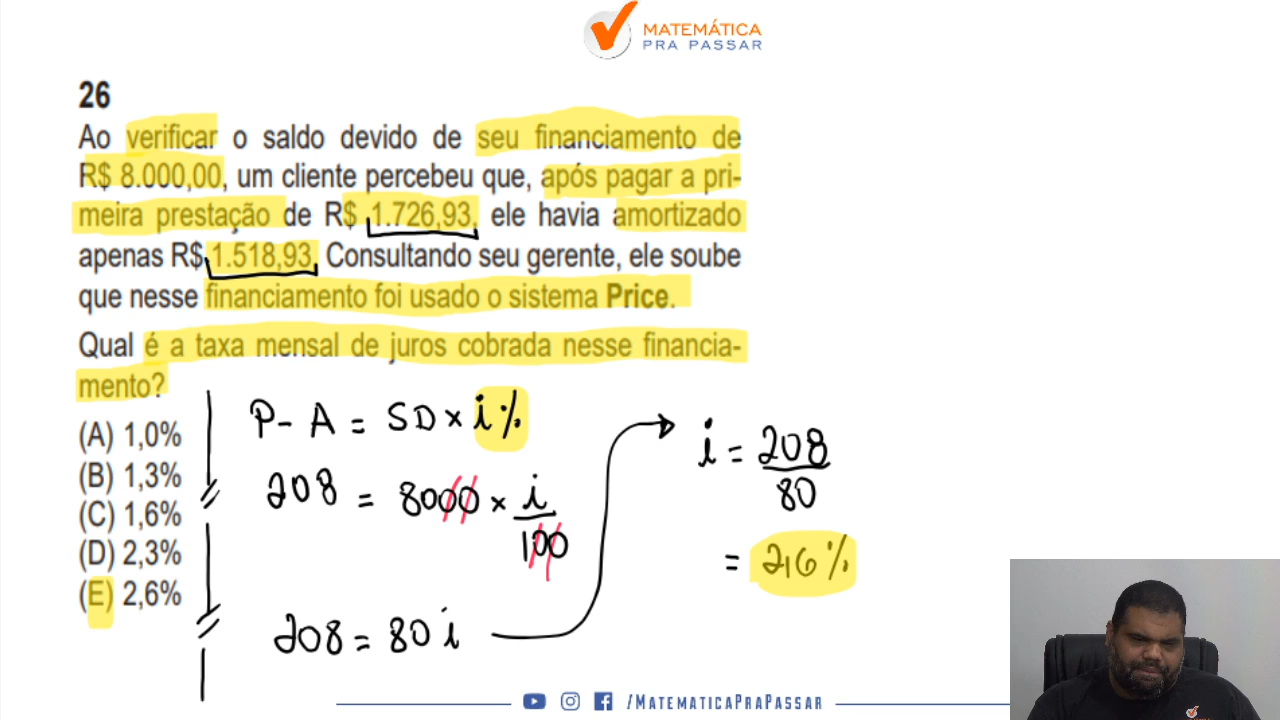 MATEMÁTICA
PRA PASSAR
26
Ao verificar o saldo devido de seu financiamento de
R$ 8.000,00, um cliente percebeu que, após pagar a pri-
meira prestação de R$ 1.726,93, ele havia amortizado
apenas R$ 1.518,93. Consultando seu gerente, ele soube
que nesse financiamento foi usado o sistema Price.
Qual é a taxa mensal de juros cobrada nesse financia-
mento?
(A) 1,0%
(B) 1,3%
(C) 1,6%
(D) 2,3%
(E) 2,6%
P - A = SD × i%
208 = 8000 × i/100
208 = 80 i
i = 208/80
= 2,6%
/MATEMATICAPRAPASSAR